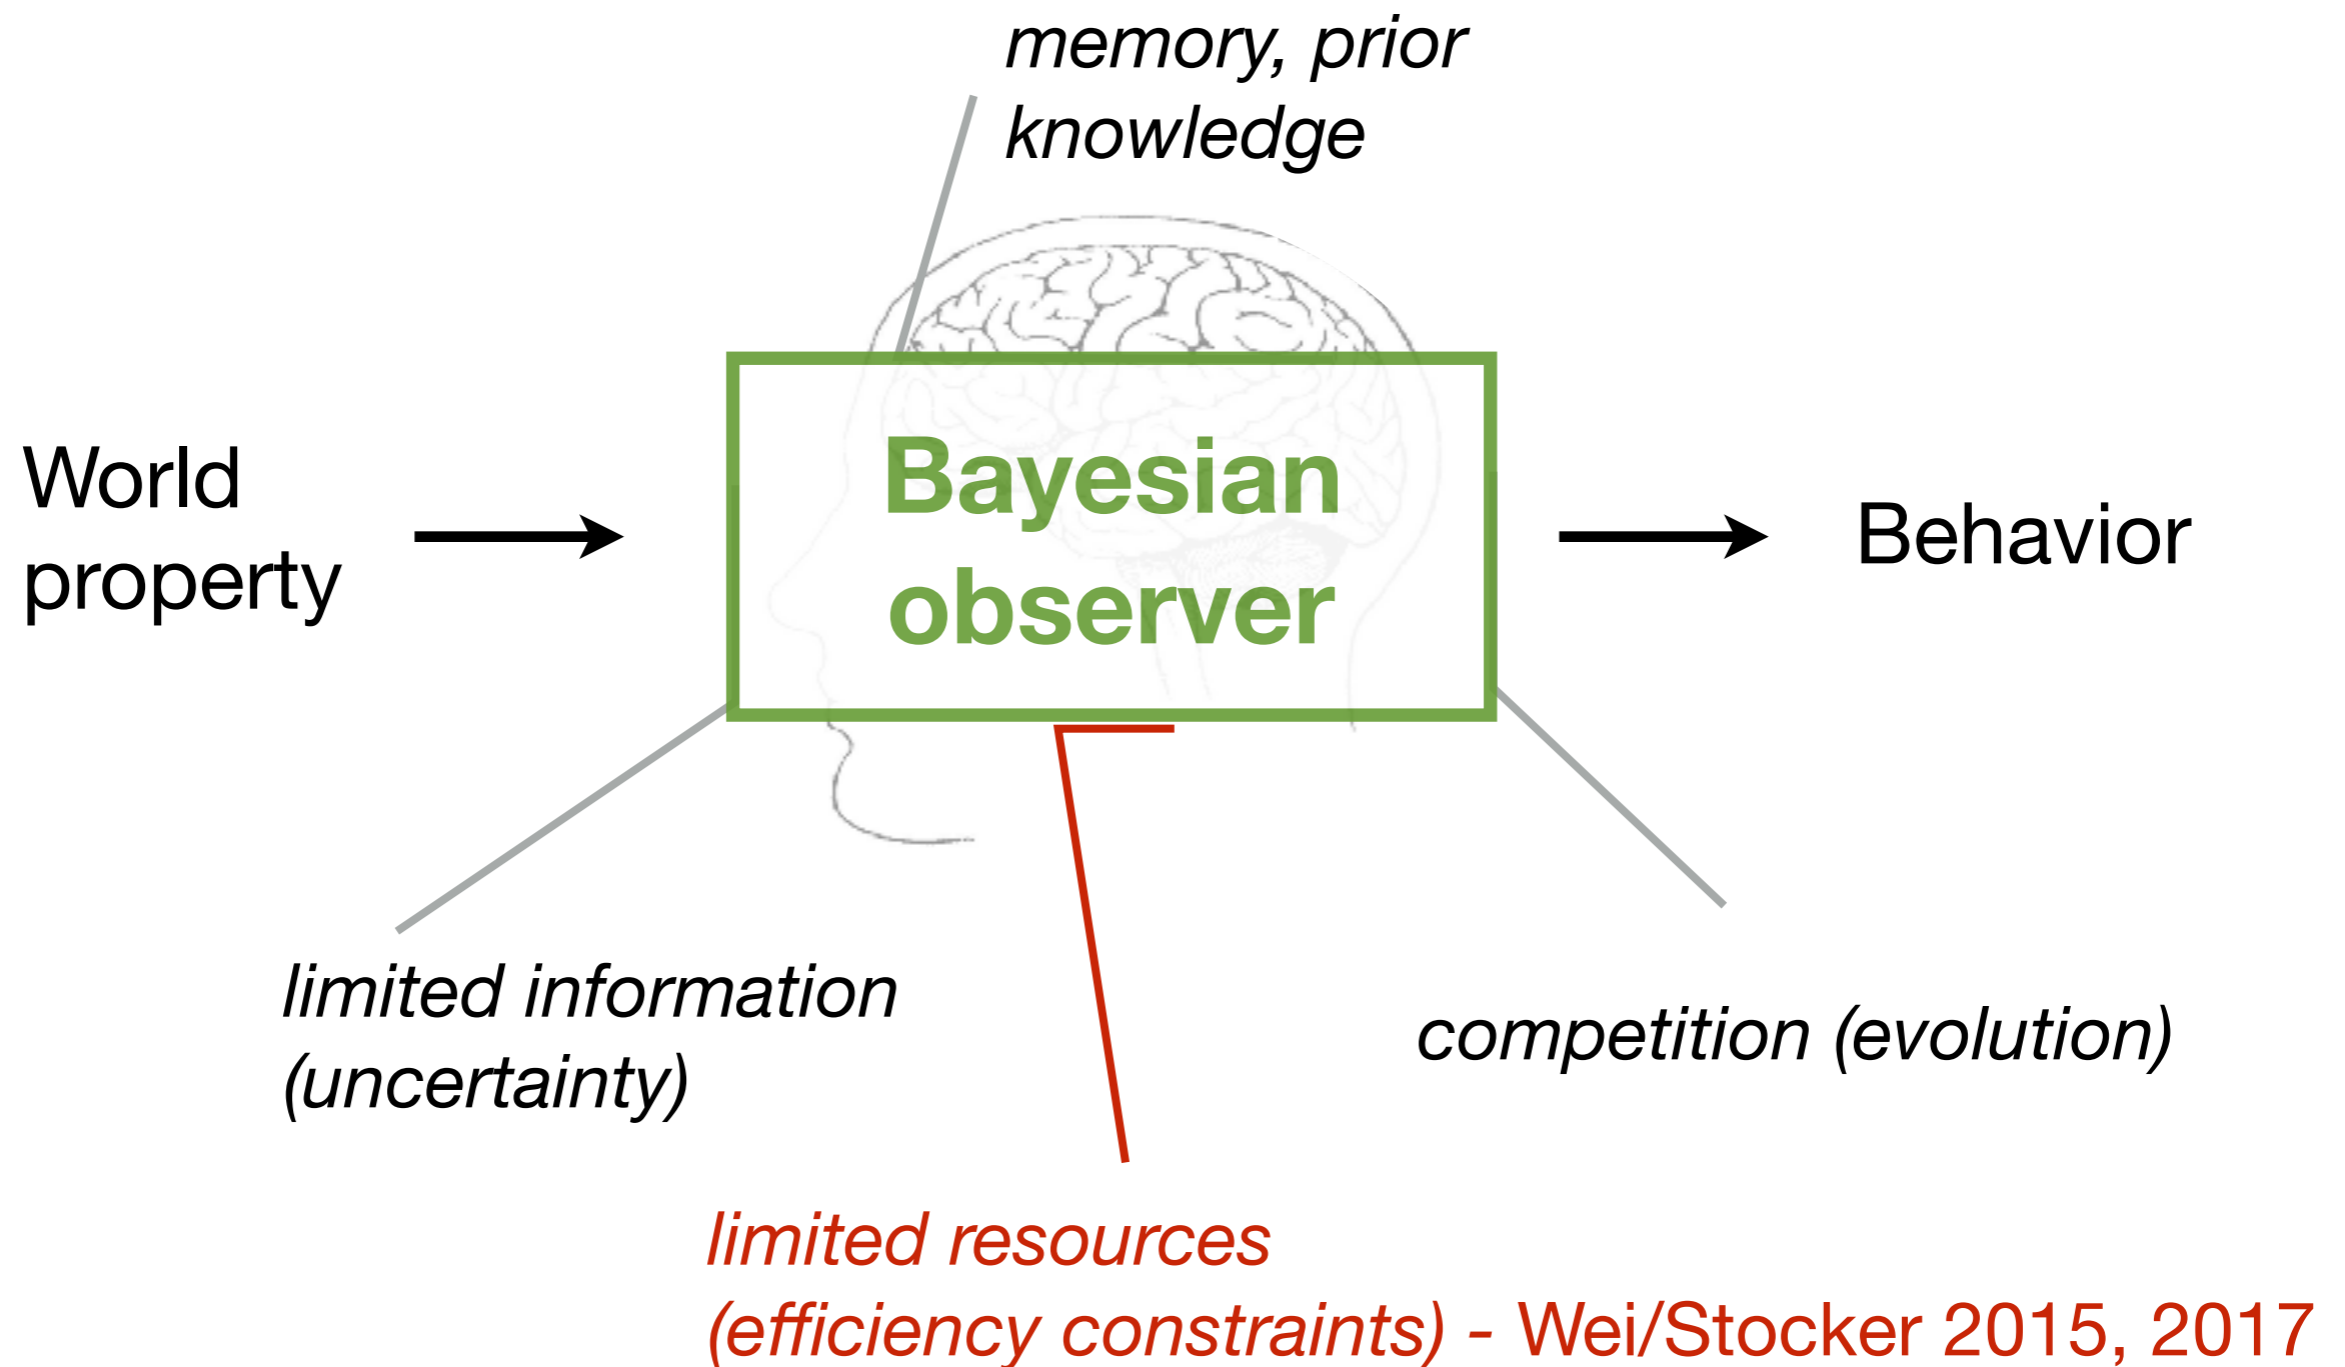 memory, prior
knowledge
World
property
Bayesian
observer
Behavior
limited information
(uncertainty)
competition (evolution)
limited resources
(efficiency constraints) - Wei/Stocker 2015, 2017